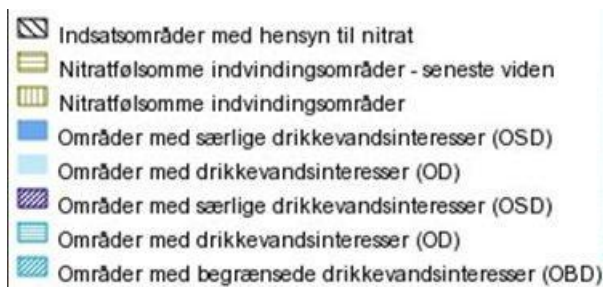 Indsatsområder med hensyn til nitrat
Nitratfølsomme indvindingsområder - seneste viden
Nitratfølsomme indvindingsområder
Områder med særlige drikkevandsinteresser (OSD)
Områder med drikkevandsinteresser (OD)
Områder med særlige drikkevandsinteresser (OSD)
Områder med drikkevandsinteresser (OD)
Områder med begrænsede drikkevandsinteresser (OBD)